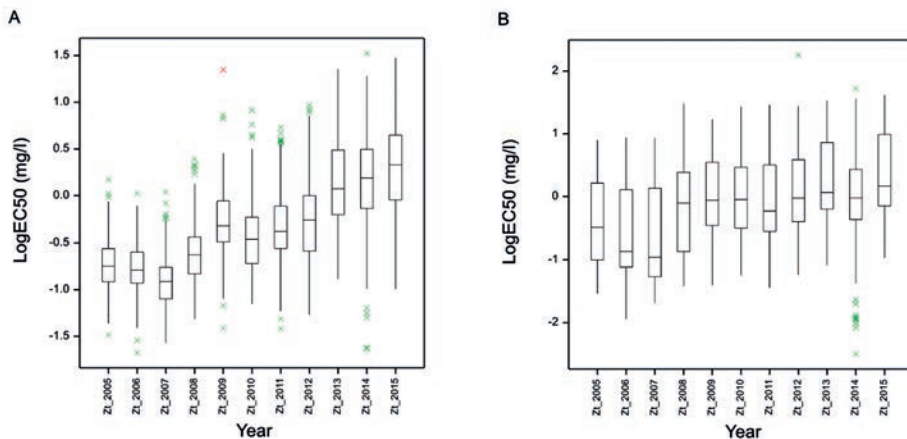 A
LogEC50 (mg/l)
1.5
1.0
0.5
0.0
-0.5
-1.0
-1.5
Zt_2005
Zt_2006
Zt_2007
Zt_2008
Zt_2009
Zt_2010
Zt_2011
Zt_2012
Zt_2013
Zt_2014
Zt_2015
Year
B
LogEC50 (mg/l)
2
1
0
-1
-2
Zt_2005
Zt_2006
Zt_2007
Zt_2008
Zt_2009
Zt_2010
Zt_2011
Zt_2012
Zt_2013
Zt_2014
Zt_2015
Year